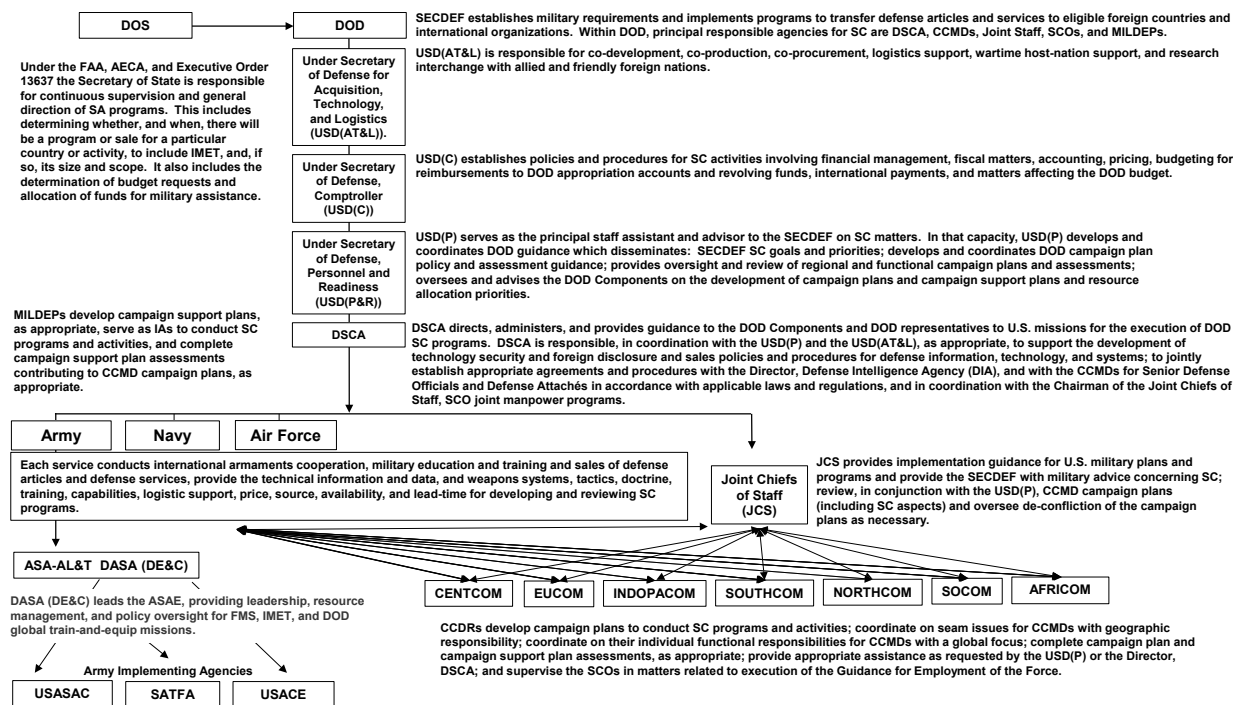 DOS
DOD
SECDEF establishes military requirements and implements programs to transfer defense articles and services to eligible foreign countries and
international organizations. Within DOD, principal responsible agencies for SC are DSCA, CCMDs, Joint Staff, SCOs, and MILDEPs.
Under the FAA, AECA, and Executive Order
13637 the Secretary of State is responsible
for continuous supervision and general
direction of SA programs. This includes
determining whether, and when, there will
be a program or sale for a particular
country or activity, to include IMET, and, if
so, its size and scope. It also includes the
determination of budget requests and
allocation of funds for military assistance.
Under Secretary
of Defense for
Acquisition,
Technology,
and Logistics
(USD(AT&L)).
USD(AT&L) is responsible for co-development, co-production, co-procurement, logistics support, wartime host-nation support, and research
interchange with allied and friendly foreign nations.
Under Secretary
of Defense,
Comptroller
(USD(C))
USD(C) establishes policies and procedures for SC activities involving financial management, fiscal matters, accounting, pricing, budgeting for
reimbursements to DOD appropriation accounts and revolving funds, international payments, and matters affecting the DOD budget.
Under Secretary
of Defense,
Personnel and
Readiness
(USD(P&R))
USD(P) serves as the principal staff assistant and advisor to the SECDEF on SC matters. In that capacity, USD(P) develops and
coordinates DOD guidance which disseminates: SECDEF SC goals and priorities; develops and coordinates DOD campaign plan
policy and assessment guidance; provides oversight and review of regional and functional campaign plans and assessments;
oversees and advises the DOD Components on the development of campaign plans and campaign support plans and resource
allocation priorities.
MILDEPs develop campaign support plans,
as appropriate, serve as IAs to conduct SC
programs and activities, and complete
campaign support plan assessments
contributing to CCMD campaign plans, as
appropriate.
DSCA
DSCA directs, administers, and provides guidance to the DOD Components and DOD representatives to U.S. missions for the execution of DOD
SC programs. DSCA is responsible, in coordination with the USD(P) and the USD(AT&L), as appropriate, to support the development of
technology security and foreign disclosure and sales policies and procedures for defense information, technology, and systems; to jointly
establish appropriate agreements and procedures with the Director, Defense Intelligence Agency (DIA), and with the CCMDs for Senior Defense
Officials and Defense Attachés in accordance with applicable laws and regulations, and in coordination with the Chairman of the Joint Chiefs of
Staff, SCO joint manpower programs.
Army
Navy
Air Force
Each service conducts international armaments cooperation, military education and training and sales of defense
articles and defense services, provide the technical information and data, and weapons systems, tactics, doctrine,
training, capabilities, logistic support, price, source, availability, and lead-time for developing and reviewing SC
programs.
Joint Chiefs
of Staff
(JCS)
JCS provides implementation guidance for U.S. military plans and
programs and provide the SECDEF with military advice concerning SC;
review, in conjunction with the USD(P), CCMD campaign plans
(including SC aspects) and oversee de-confliction of the campaign
plans as necessary.
ASA-AL&T DASA (DE&C)
DASA (DE&C) leads the ASAE, providing leadership, resource
management, and policy oversight for FMS, IMET, and DOD
global train-and-equip missions.
CENTCOM
EUCOM
INDOPACOM
SOUTHCOM
NORTHCOM
SOCOM
AFRICOM
CCDRs develop campaign plans to conduct SC programs and activities; coordinate on seam issues for CCMDs with geographic
responsibility; coordinate on their individual functional responsibilities for CCMDs with a global focus; complete campaign plan and
campaign support plan assessments, as appropriate; provide appropriate assistance as requested by the USD(P) or the Director,
DSCA; and supervise the SCOs in matters related to execution of the Guidance for Employment of the Force.
Army Implementing Agencies
USASAC
SATFA
USACE